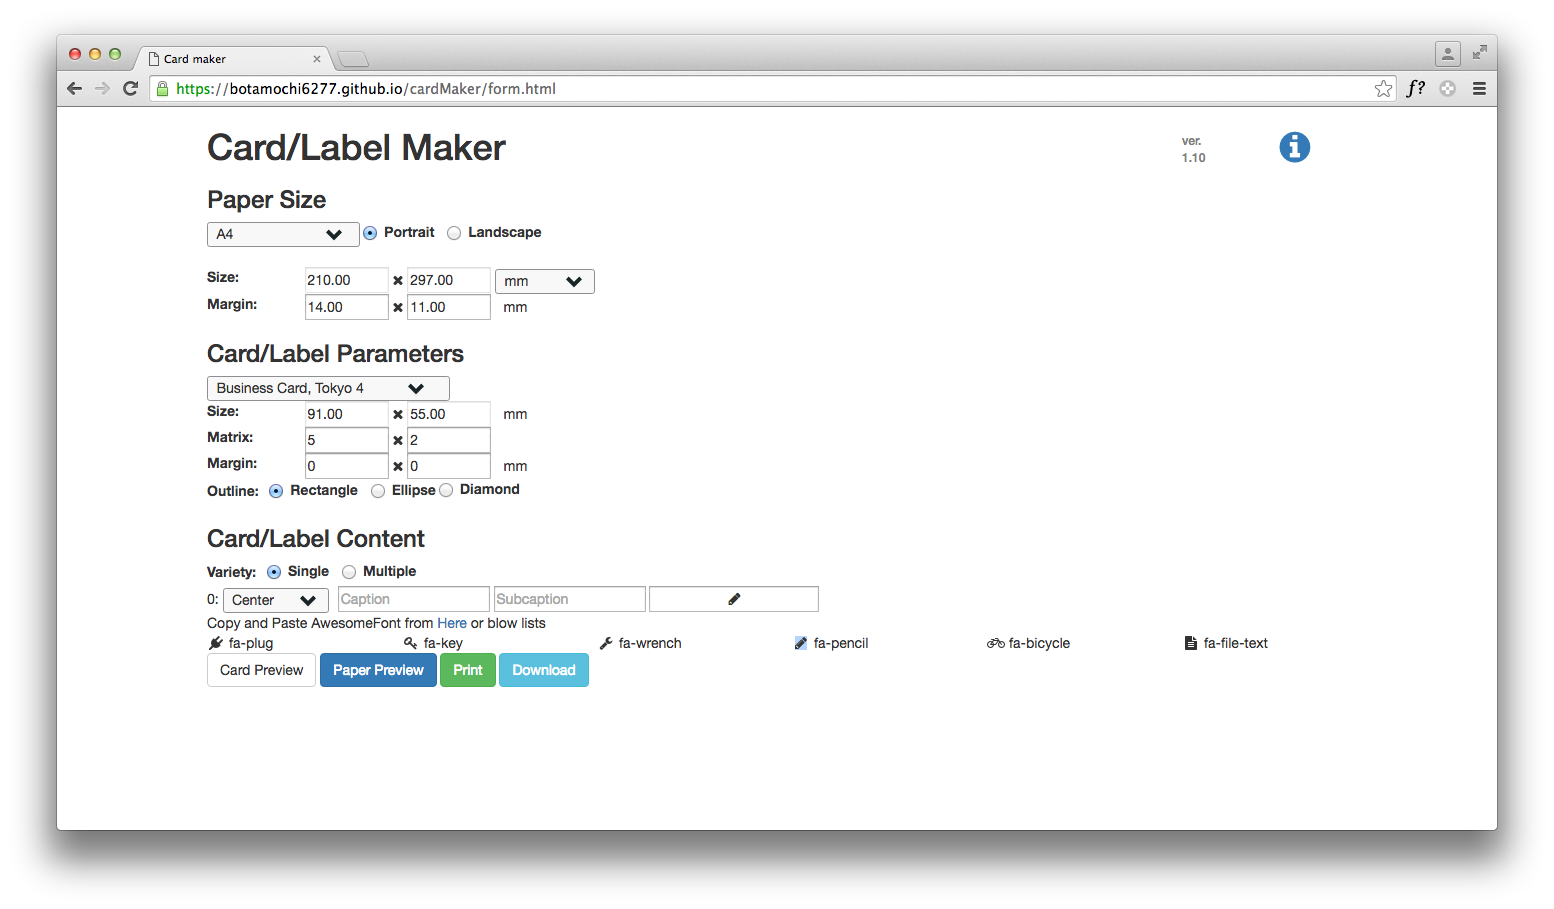 Card maker
https://botamochi6277.github.io/cardMaker/form.html
f?
Card/Label Maker
ver.
1.10
Paper Size
A4 Portrait Landscape
Size: 210.00 × 297.00 mm
Margin: 14.00 × 11.00 mm
Card/Label Parameters
Business Card, Tokyo 4
Size: 91.00 × 55.00 mm
Matrix: 5 × 2
Margin: 0 × 0 mm
Outline: Rectangle Ellipse Diamond
Card/Label Content
Variety: Single Multiple
0: Center Caption Subcaption
Copy and Paste AwesomeFont from Here or blow lists
fa-plug fa-key fa-wrench fa-pencil fa-bicycle fa-file-text
Card Preview Paper Preview Print Download